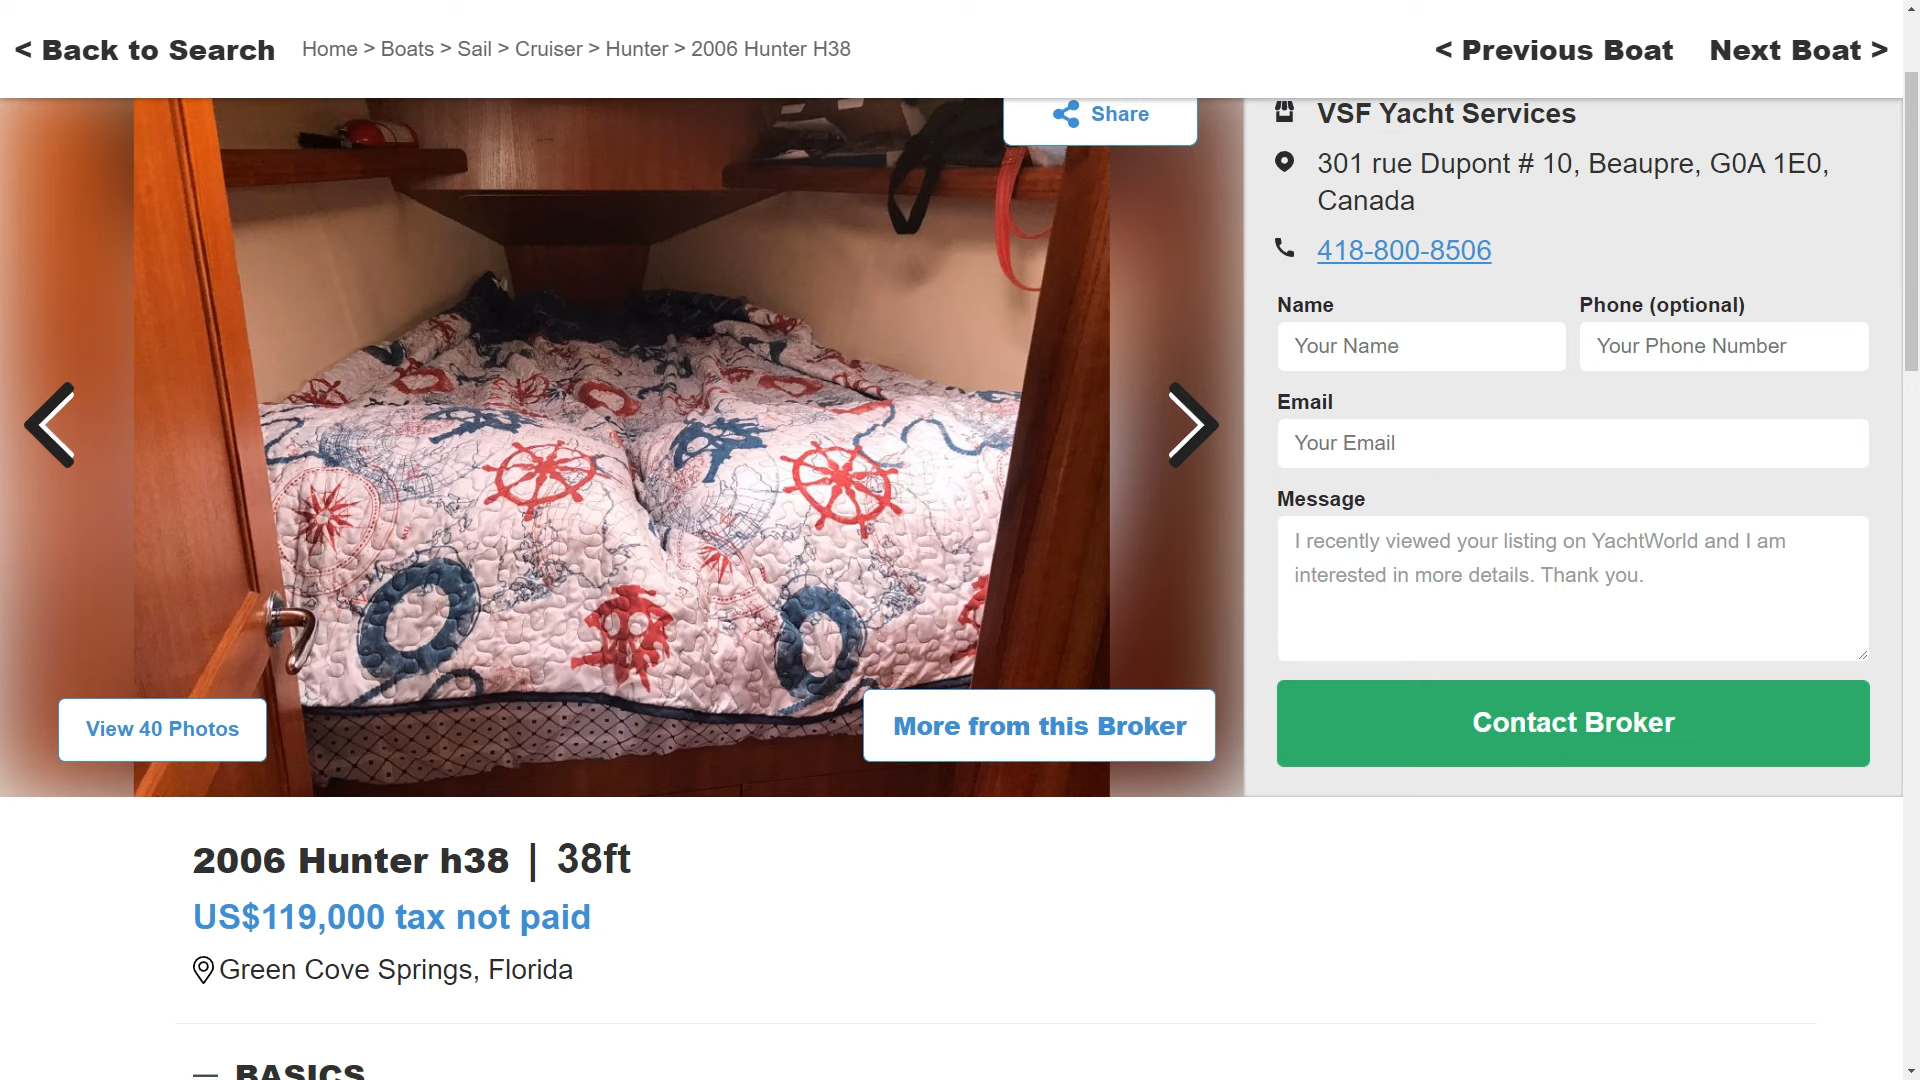 < Back to Search
Home > Boats > Sail > Cruiser > Hunter > 2006 Hunter H38
< Previous Boat
Next Boat >
Share
VSF Yacht Services
301 rue Dupont # 10, Beaupre, G0A 1E0,
Canada
418-800-8506
Name
Phone (optional)
Your Name
Your Phone Number
Email
Your Email
Message
I recently viewed your listing on YachtWorld and I am
interested in more details. Thank you.
Contact Broker
View 40 Photos
More from this Broker
2006 Hunter h38 | 38ft
US$119,000 tax not paid
Green Cove Springs, Florida
— BASICS